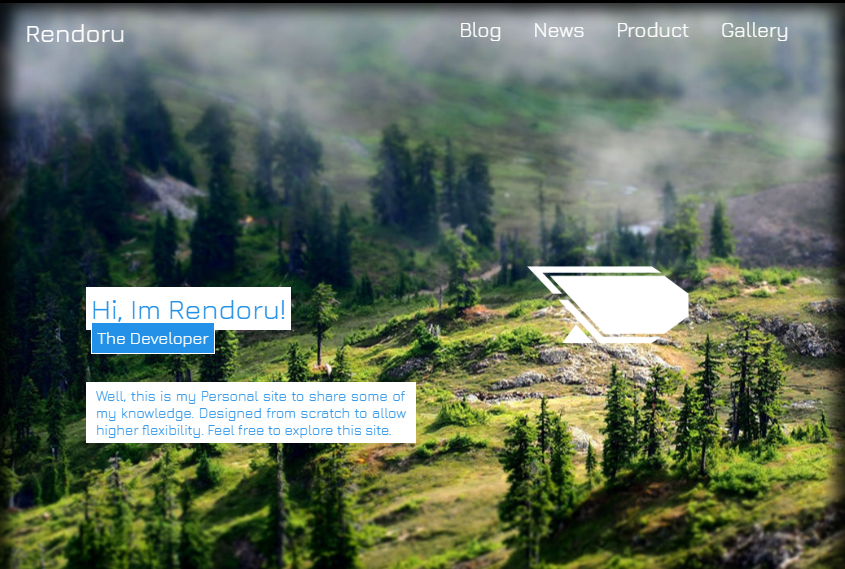 Rendoru
Blog News Product Gallery
Hi, Im Rendoru!
The Developer
Well, this is my Personal site to share some of
my knowledge. Designed from scratch to allow
higher flexibility. Feel free to explore this site.